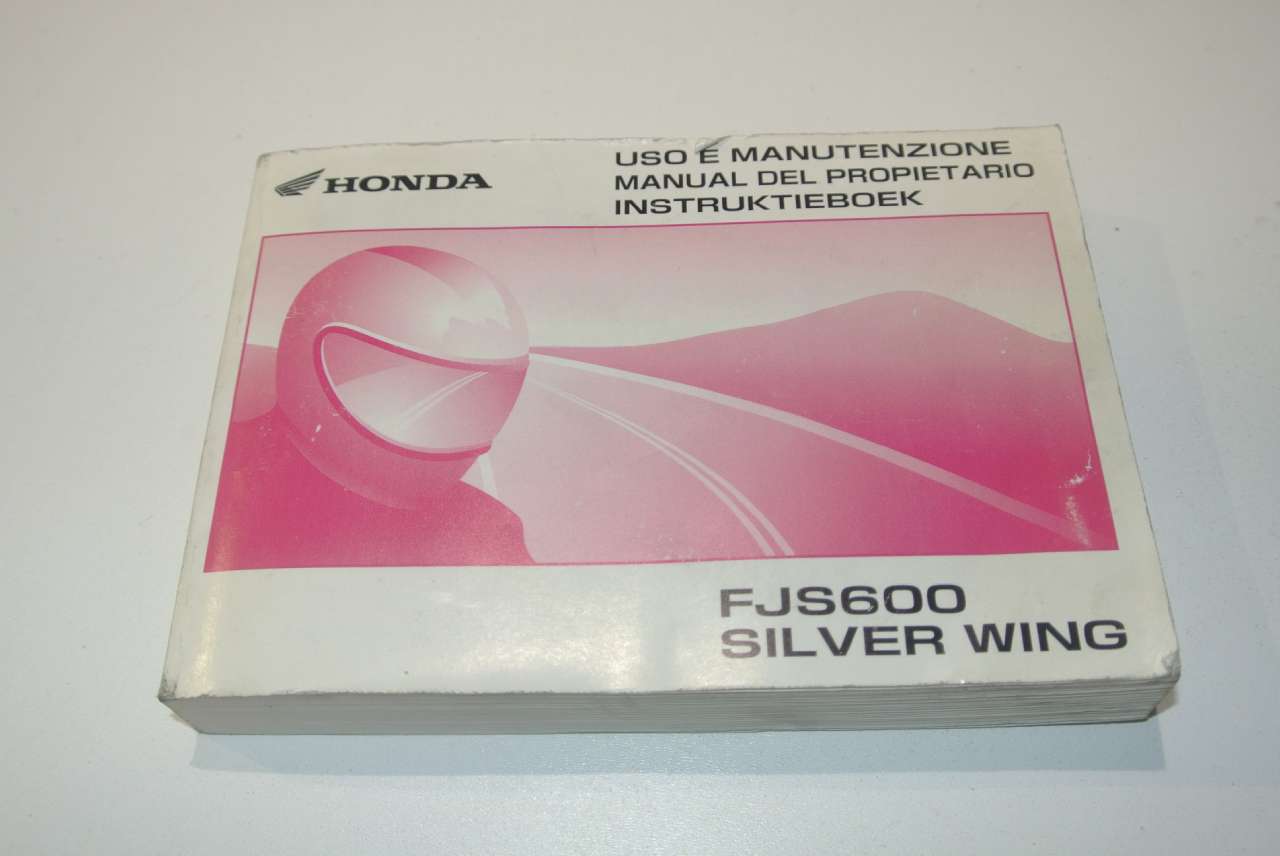 HONDA
USO E MANUTENZIONE
MANUAL DEL PROPIETARIO
INSTRUKTIEBOEK
FJS600
SILVER WING